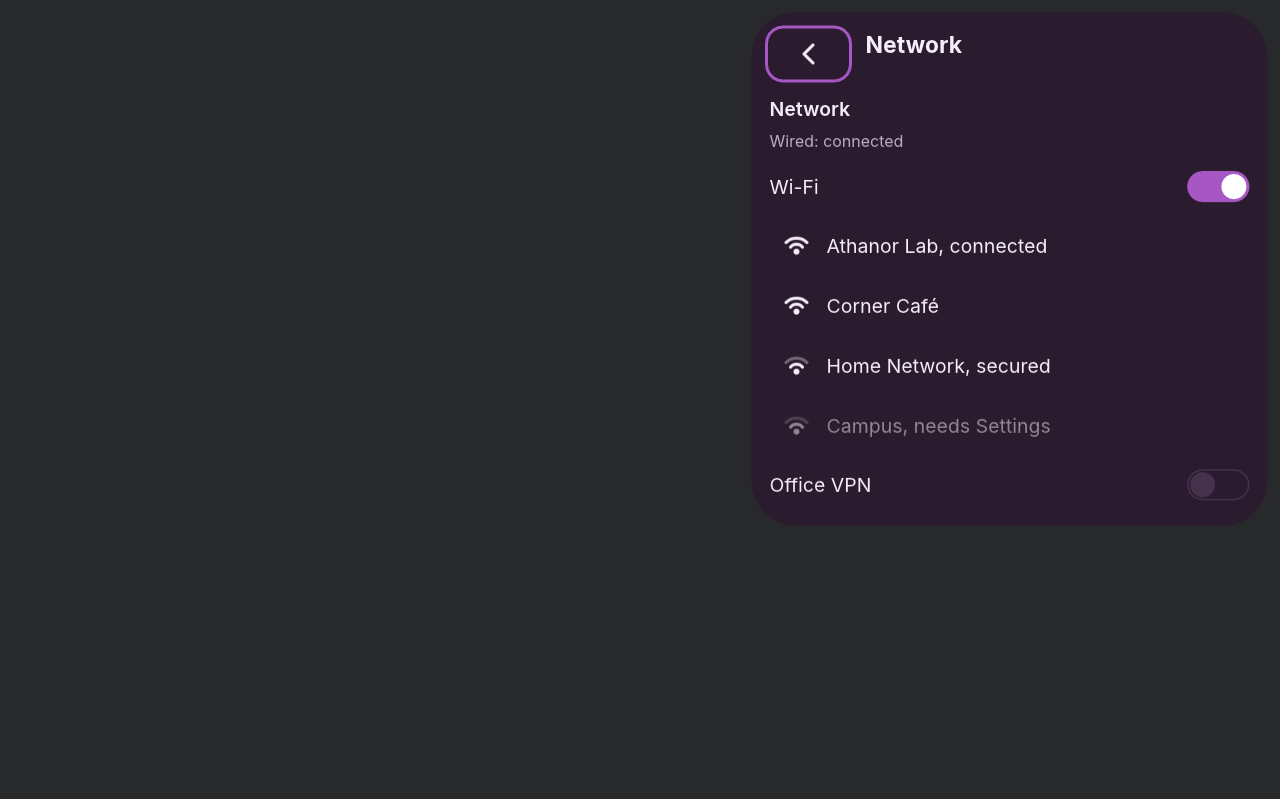 Network
Network
Wired: connected
Wi-Fi
Athanor Lab, connected
Corner Café
Home Network, secured
Campus, needs Settings
Office VPN